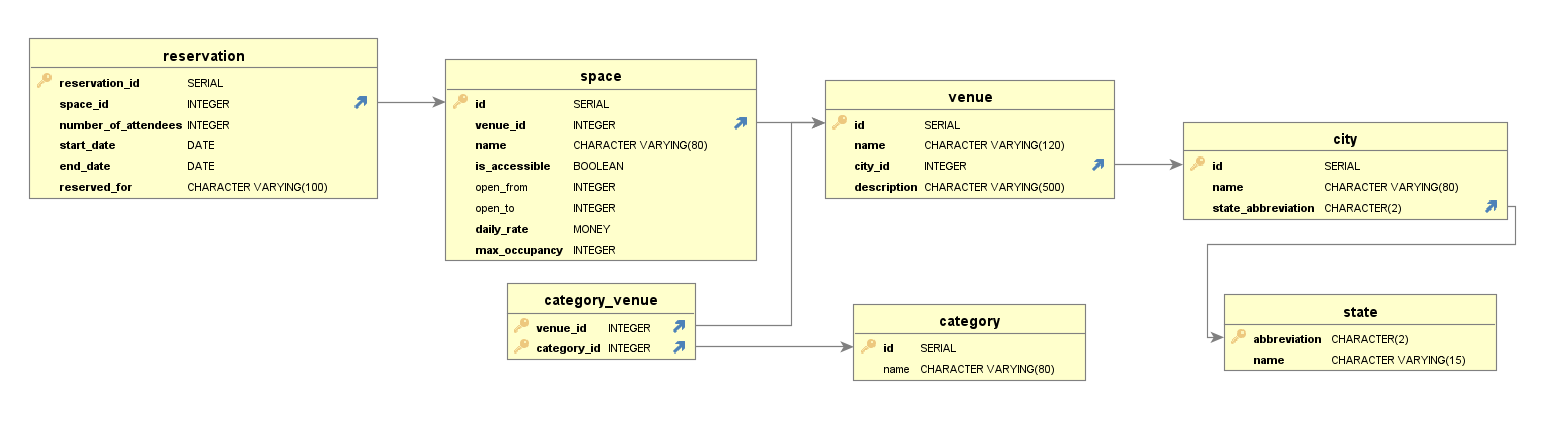 reservation
reservation_id SERIAL
space_id INTEGER
number_of_attendees INTEGER
start_date DATE
end_date DATE
reserved_for CHARACTER VARYING(100)
space
id SERIAL
venue_id INTEGER
name CHARACTER VARYING(80)
is_accessible BOOLEAN
open_from INTEGER
open_to INTEGER
daily_rate MONEY
max_occupancy INTEGER
venue
id SERIAL
name CHARACTER VARYING(120)
city_id INTEGER
description CHARACTER VARYING(500)
city
id SERIAL
name CHARACTER VARYING(80)
state_abbreviation CHARACTER(2)
category_venue
venue_id INTEGER
category_id INTEGER
category
id SERIAL
name CHARACTER VARYING(80)
state
abbreviation CHARACTER(2)
name CHARACTER VARYING(15)